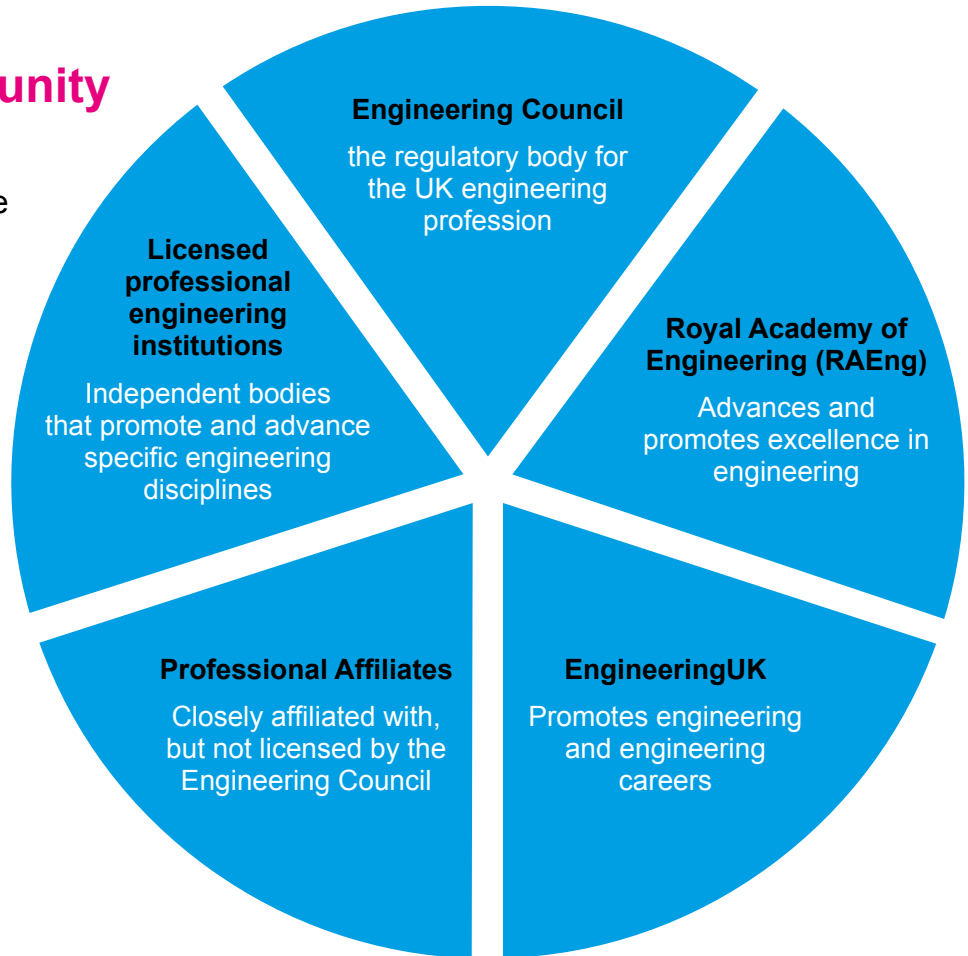 unity
e
Engineering Council
the regulatory body for
the UK engineering
profession
Royal Academy of
Engineering (RAEng)
Advances and
promotes excellence in
engineering
EngineeringUK
Promotes engineering
and engineering
careers
Professional Affiliates
Closely affiliated with,
but not licensed by the
Engineering Council
Licensed
professional
engineering
institutions
Independent bodies
that promote and advance
specific engineering
disciplines